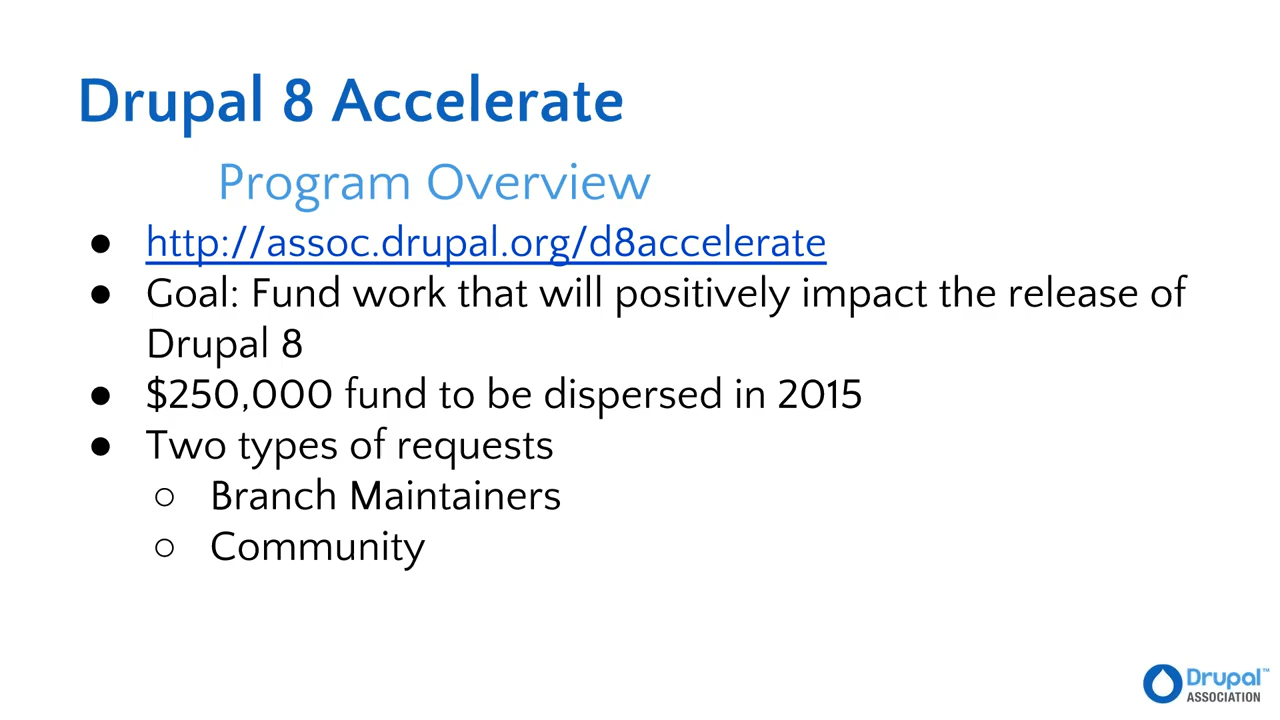 Drupal 8 Accelerate
Program Overview
● http://assoc.drupal.org/d8accelerate
● Goal: Fund work that will positively impact the release of
Drupal 8
● $250,000 fund to be dispersed in 2015
● Two types of requests
○ Branch Maintainers
○ Community
Drupal™
ASSOCIATION